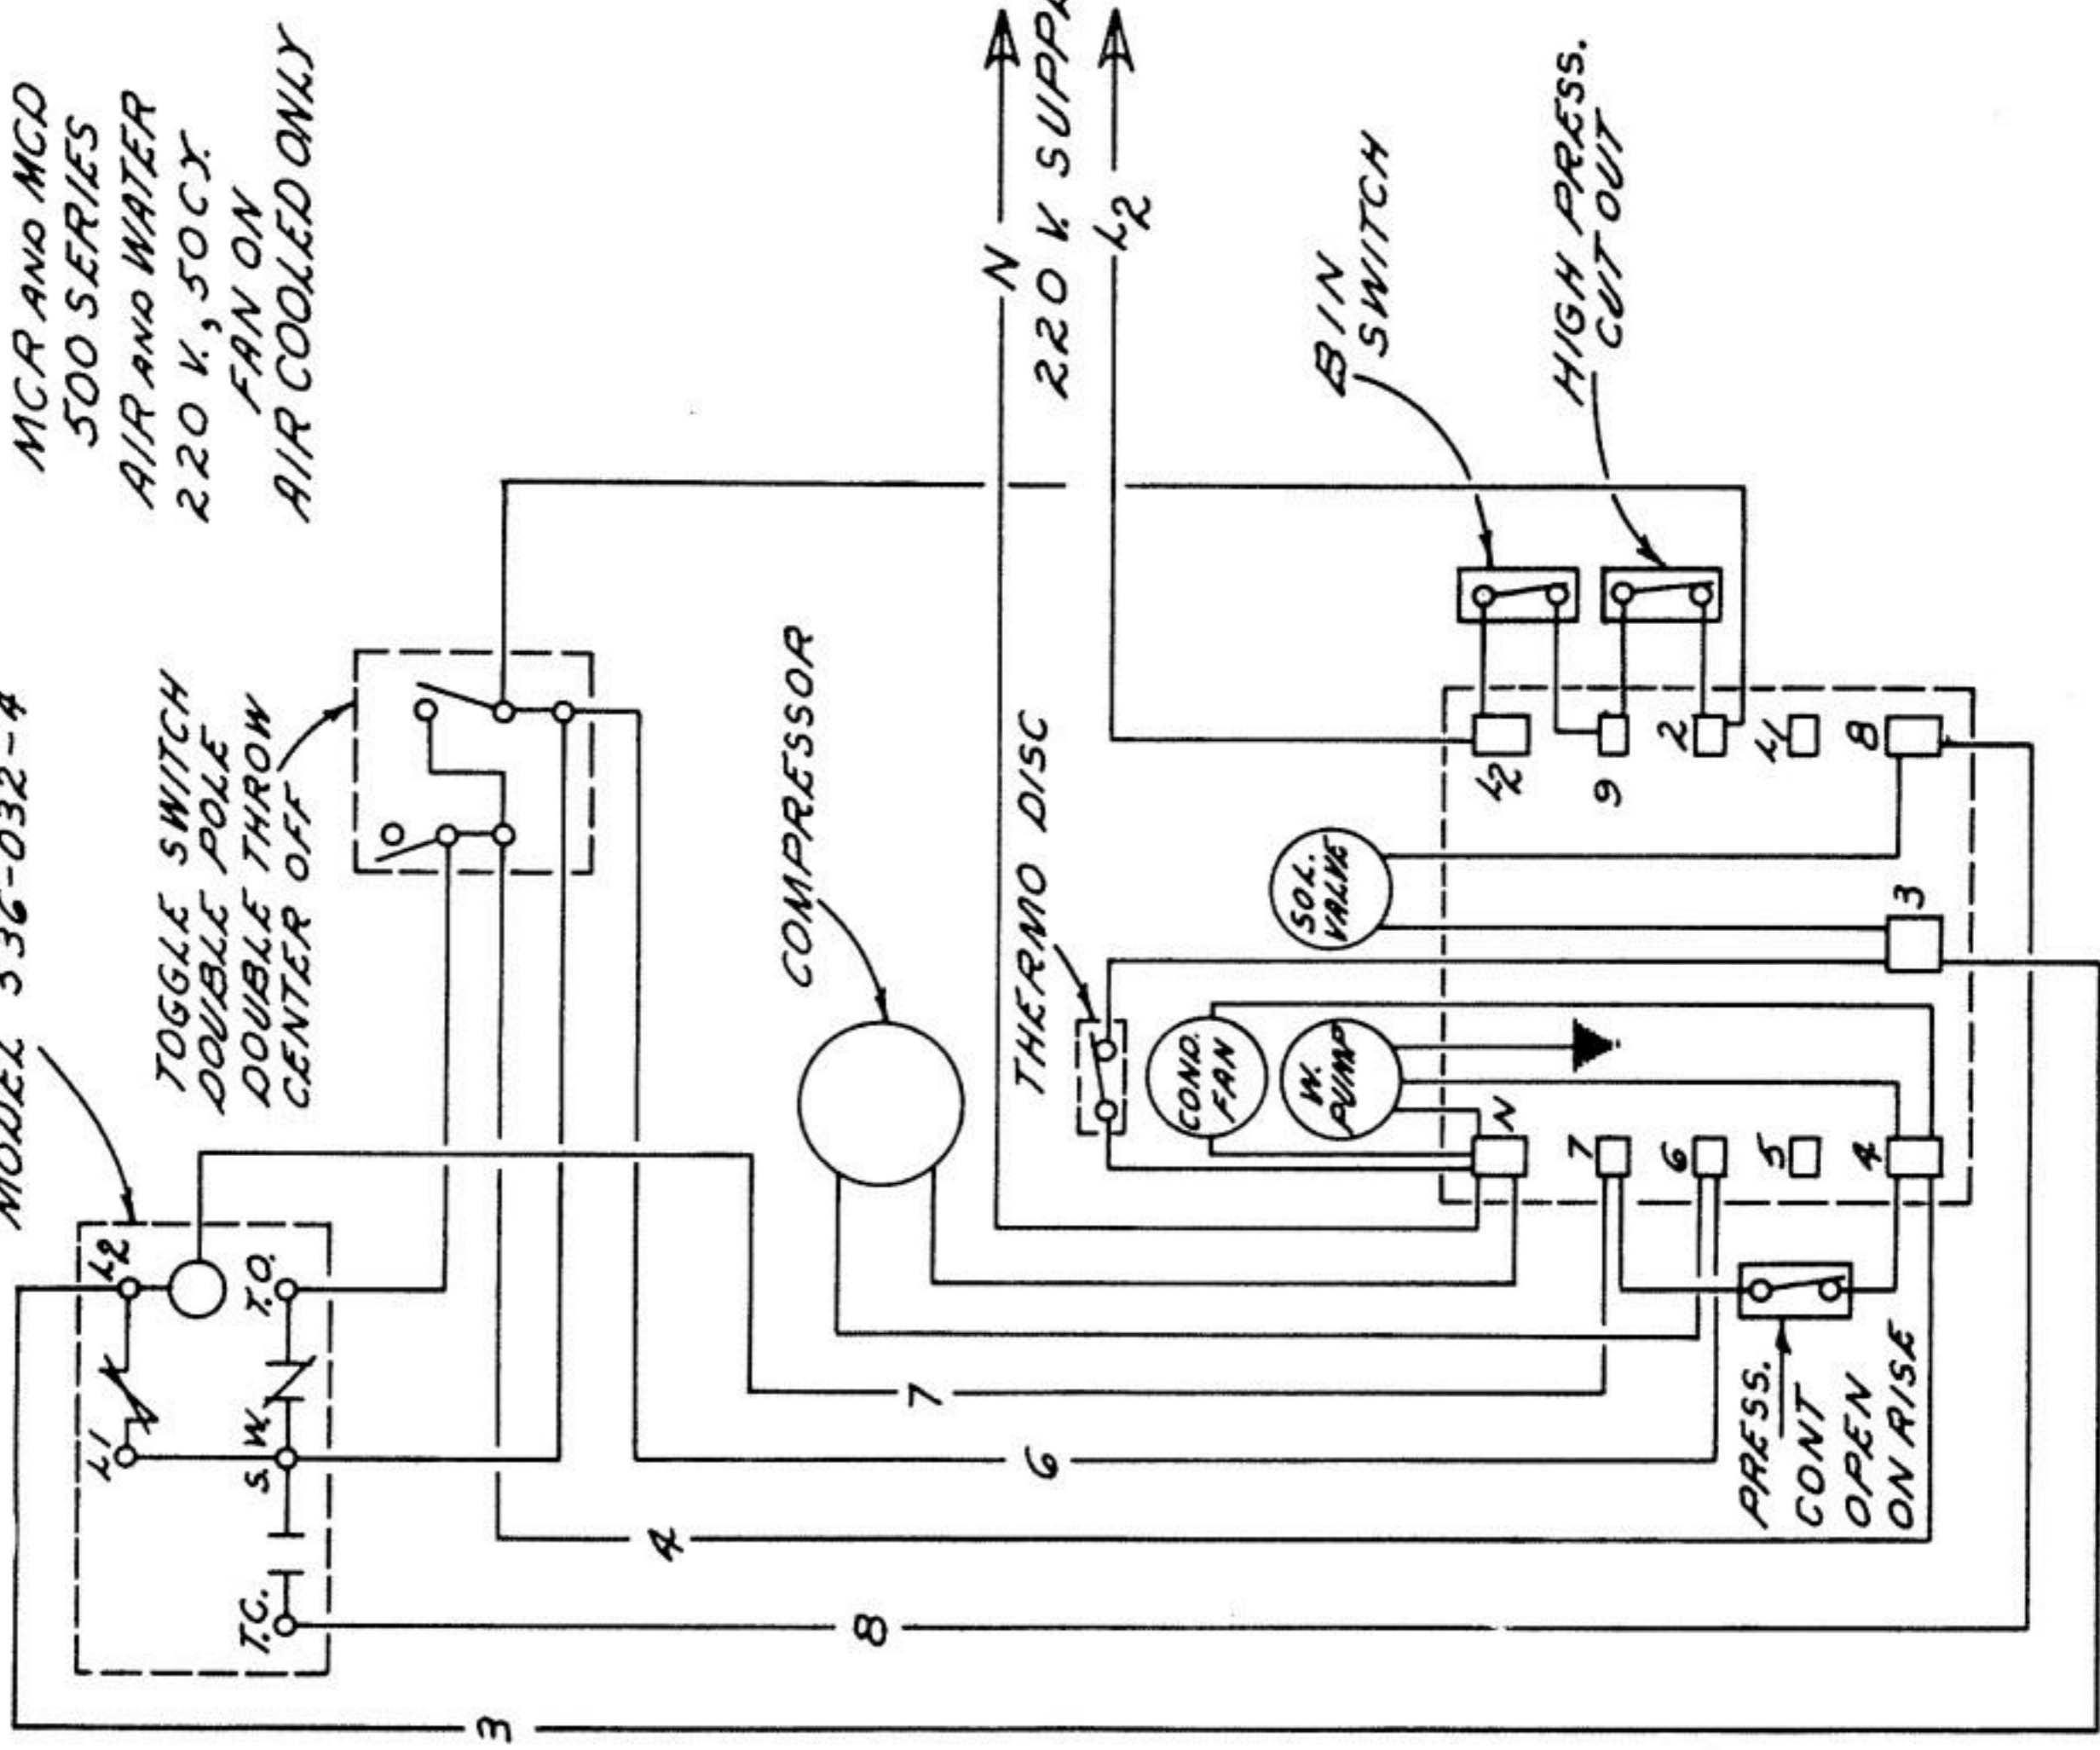 MCR AND MCD
500 SERIES
AIR AND WATER
220 V., 50 CY.
FAN ON
AIR COOLED ONLY
MODEL 336-032-4
TOGGLE SWITCH
DOUBLE POLE
DOUBLE THROW
CENTER OFF
L1
L2
S.W.
T.O.
T.C.
COMPRESSOR
THERMO DISC
COND.
FAN
W.
PUMP
SOL.
VALVE
N
220 V.
L2
BIN
SWITCH
HIGH PRESS.
CUT OUT
3
8
4
6
7
N
7
6
5
4
L2
9
2
L1
8
3
PRESS.
CONT
OPEN
ON RISE